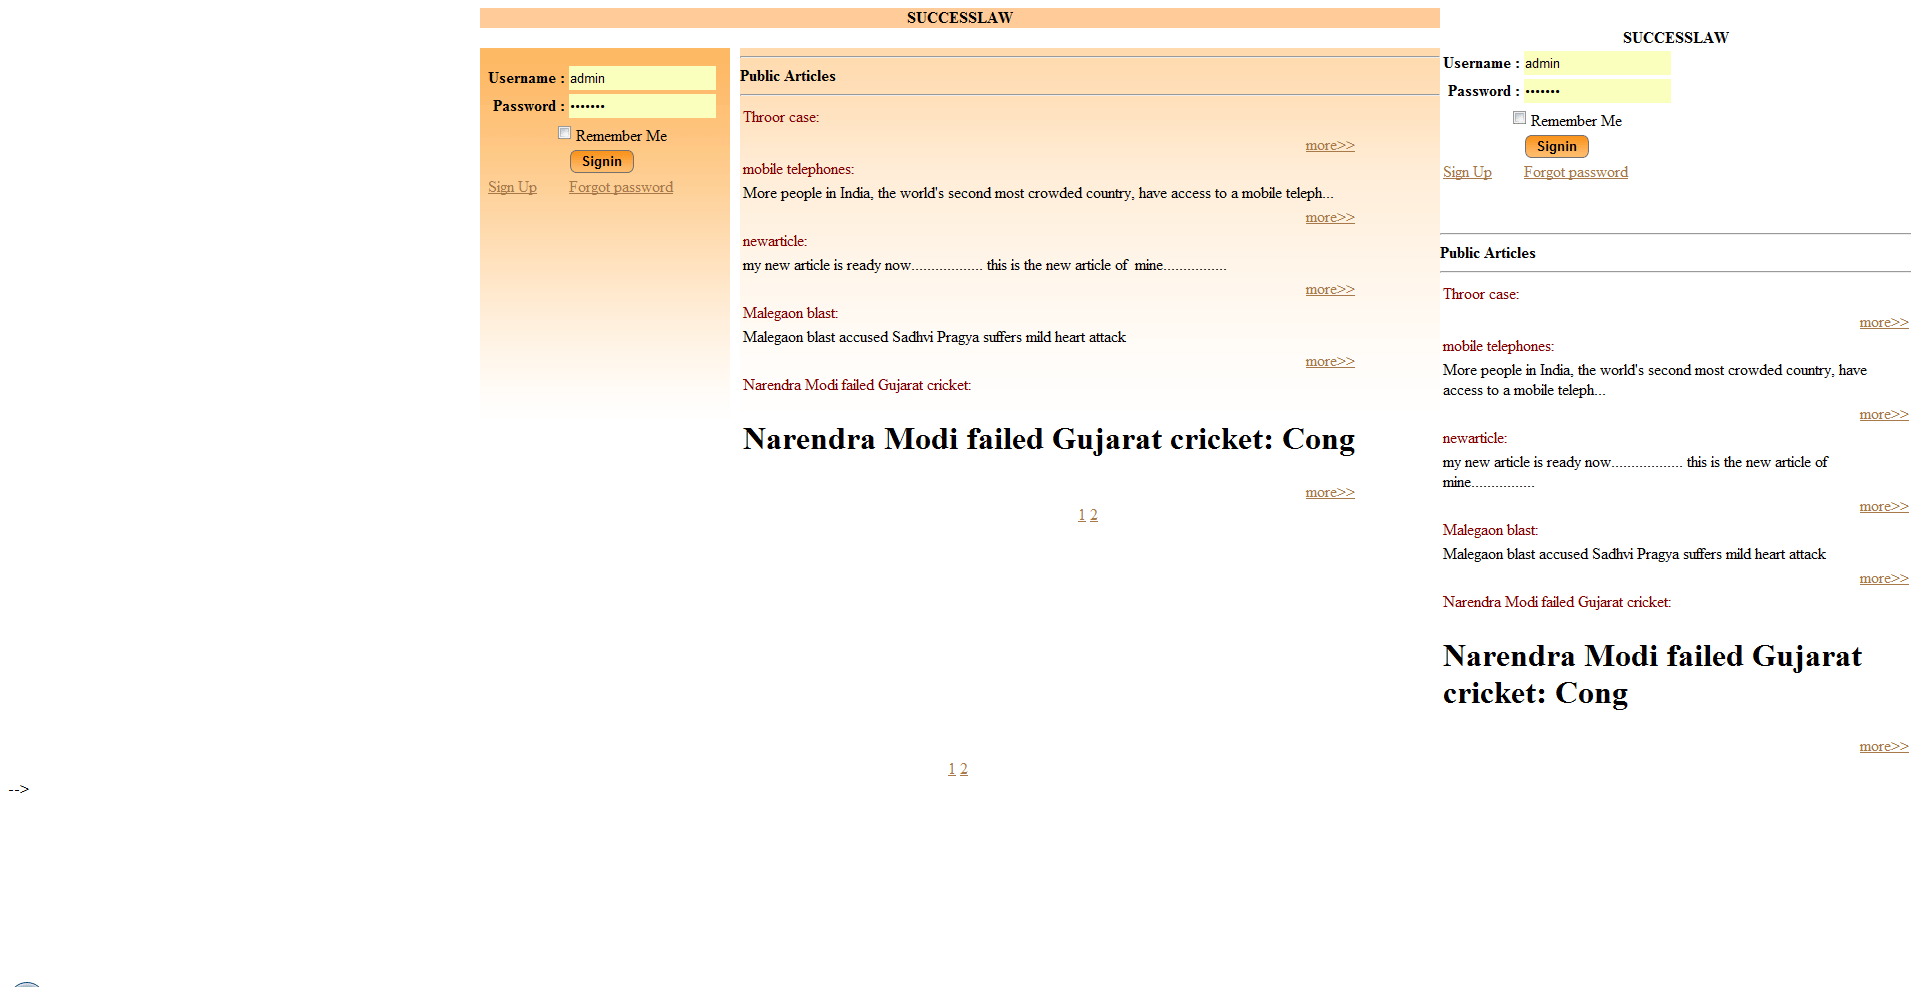 SUCCESSLAW
Username : admin
Password : •••••••
Remember Me
Signin
Sign Up Forgot password
Public Articles
Throor case:
more>>
mobile telephones:
More people in India, the world's second most crowded country, have access to a mobile teleph...
more>>
newarticle:
my new article is ready now.................. this is the new article of  mine................
more>>
Malegaon blast:
Malegaon blast accused Sadhvi Pragya suffers mild heart attack
more>>
Narendra Modi failed Gujarat cricket:
Narendra Modi failed Gujarat cricket: Cong
more>>
1 2
SUCCESSLAW
Username : admin
Password : •••••••
Remember Me
Signin
Sign Up Forgot password
Public Articles
Throor case:
more>>
mobile telephones:
More people in India, the world's second most crowded country, have
access to a mobile teleph...
more>>
newarticle:
my new article is ready now.................. this is the new article of
mine................
more>>
Malegaon blast:
Malegaon blast accused Sadhvi Pragya suffers mild heart attack
more>>
Narendra Modi failed Gujarat cricket:
Narendra Modi failed Gujarat
cricket: Cong
more>>
1 2
-->